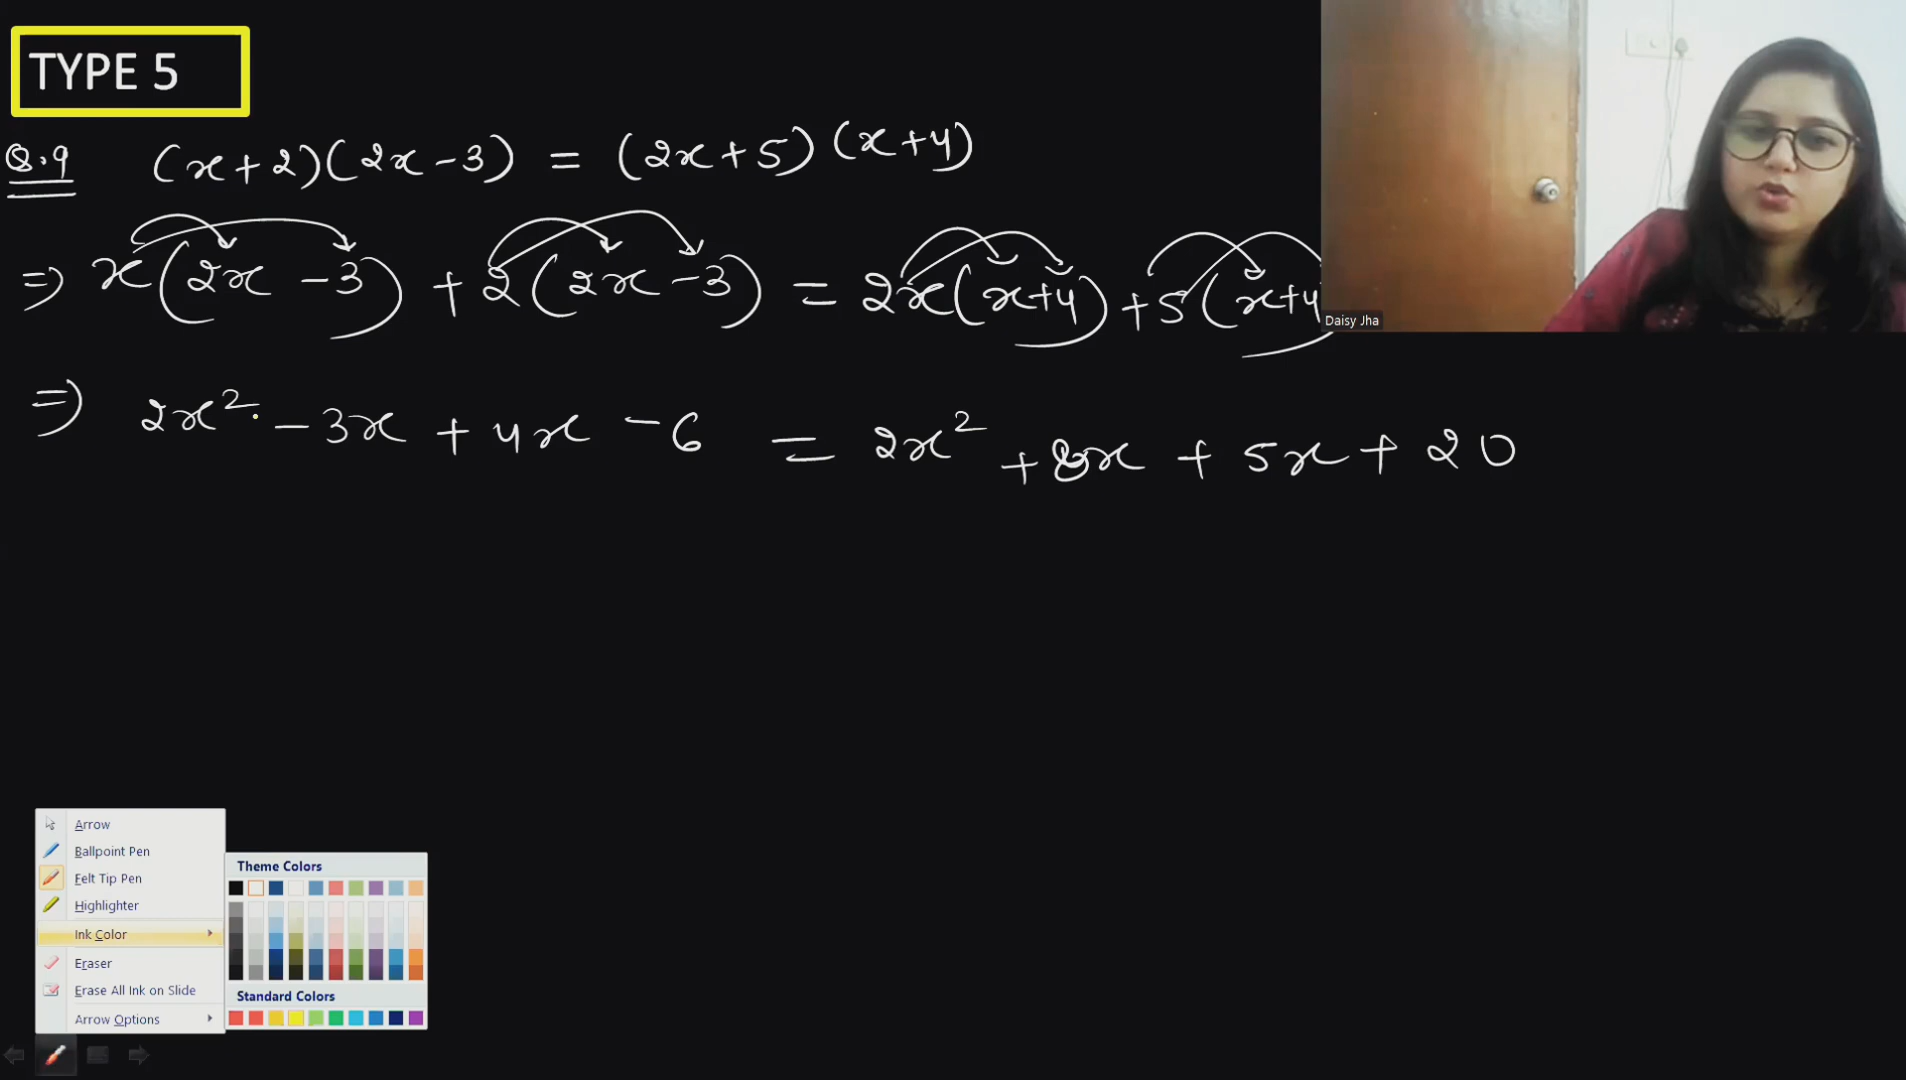 TYPE 5
Q.9 (x+2)(2x-3) = (2x+5)(x+4)
⇒ x(2x-3) + 2(2x-3) = 2x(x+4) + 5(x+4
Daisy Jha
⇒ 2x² - 3x + 4x - 6 = 2x² + 8x + 5x + 20
Arrow
Ballpoint Pen
Felt Tip Pen
Highlighter
Ink Color
Eraser
Erase All Ink on Slide
Arrow Options
Theme Colors
Standard Colors